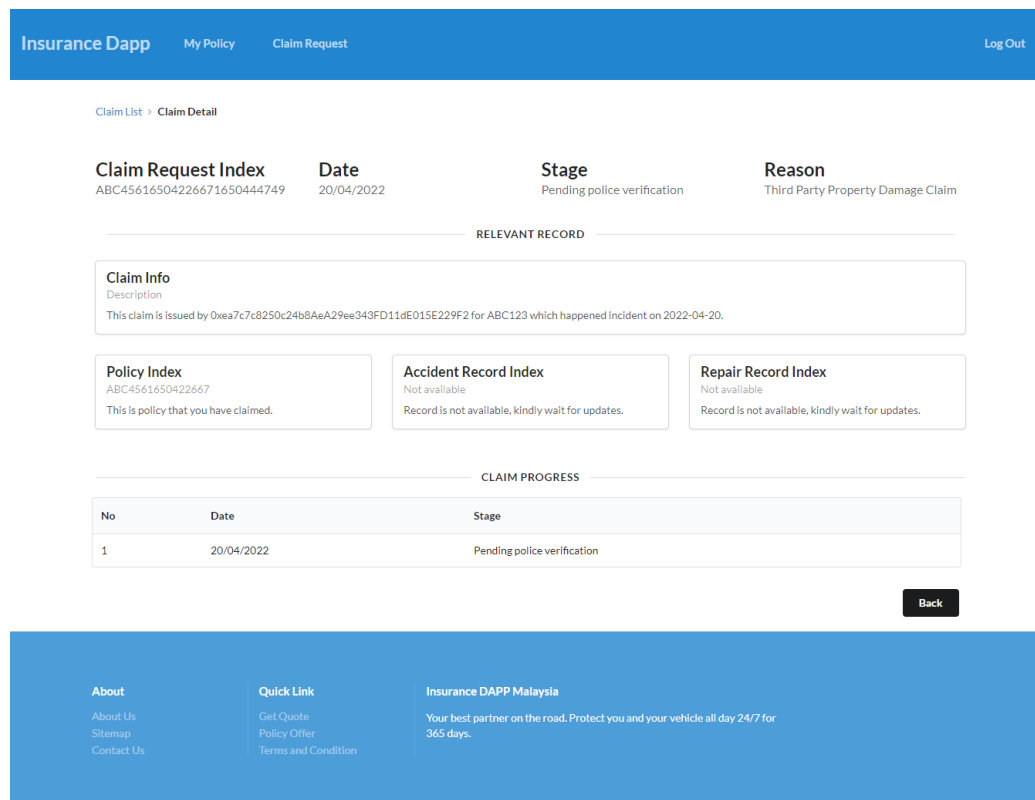 Insurance Dapp My Policy Claim Request Log Out
Claim List > Claim Detail
Claim Request Index Date Stage Reason
ABC45616504226671650444749 20/04/2022 Pending police verification Third Party Property Damage Claim
RELEVANT RECORD
Claim Info
Description
This claim is issued by 0xea7c7c8250c24b8AeA29ee343FD11dE015E229F2 for ABC123 which happened incident on 2022-04-20.
Policy Index Accident Record Index Repair Record Index
ABC4561650422667 Not available Not available
This is policy that you have claimed. Record is not available, kindly wait for updates. Record is not available, kindly wait for updates.
CLAIM PROGRESS
No Date Stage
1 20/04/2022 Pending police verification
Back
About Quick Link Insurance DAPP Malaysia
About Us Get Quote Your best partner on the road. Protect you and your vehicle all day 24/7 for
Sitemap Policy Offer 365 days.
Contact Us Terms and Condition